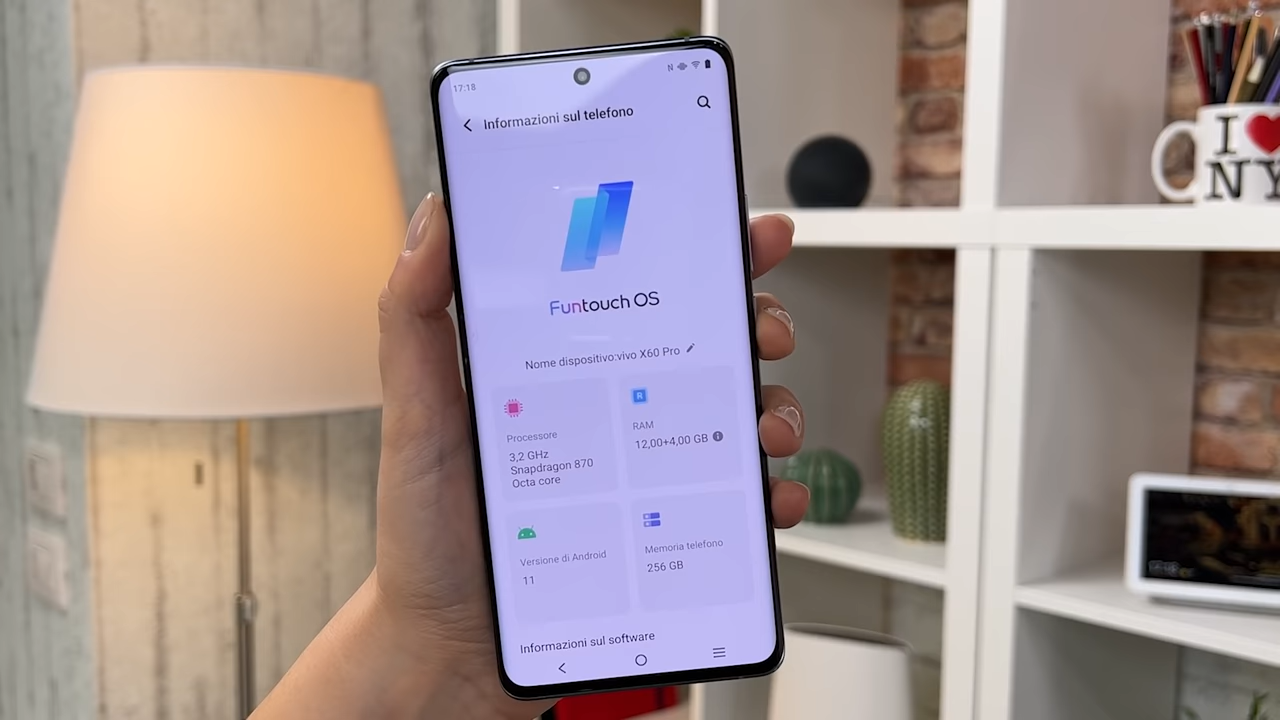 17:18
Informazioni sul telefono
Funtouch OS
Nome dispositivo:vivo X60 Pro
Processore
3,2 GHz
Snapdragon 870
Octa core
R
RAM
12,00+4,00 GB
Versione di Android
11
Memoria telefono
256 GB
Informazioni sul software
I ❤
NY